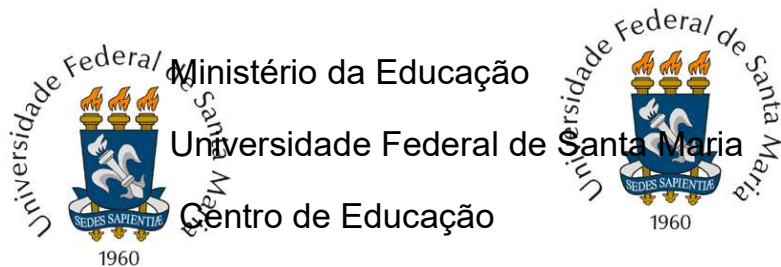 Universidade Federal de Santa Maria
SEDES SAPIENTIÆ
1960
Ministério da Educação
Universidade Federal de Santa Maria
Centro de Educação
Universidade Federal de Santa Maria
SEDES SAPIENTIÆ
1960